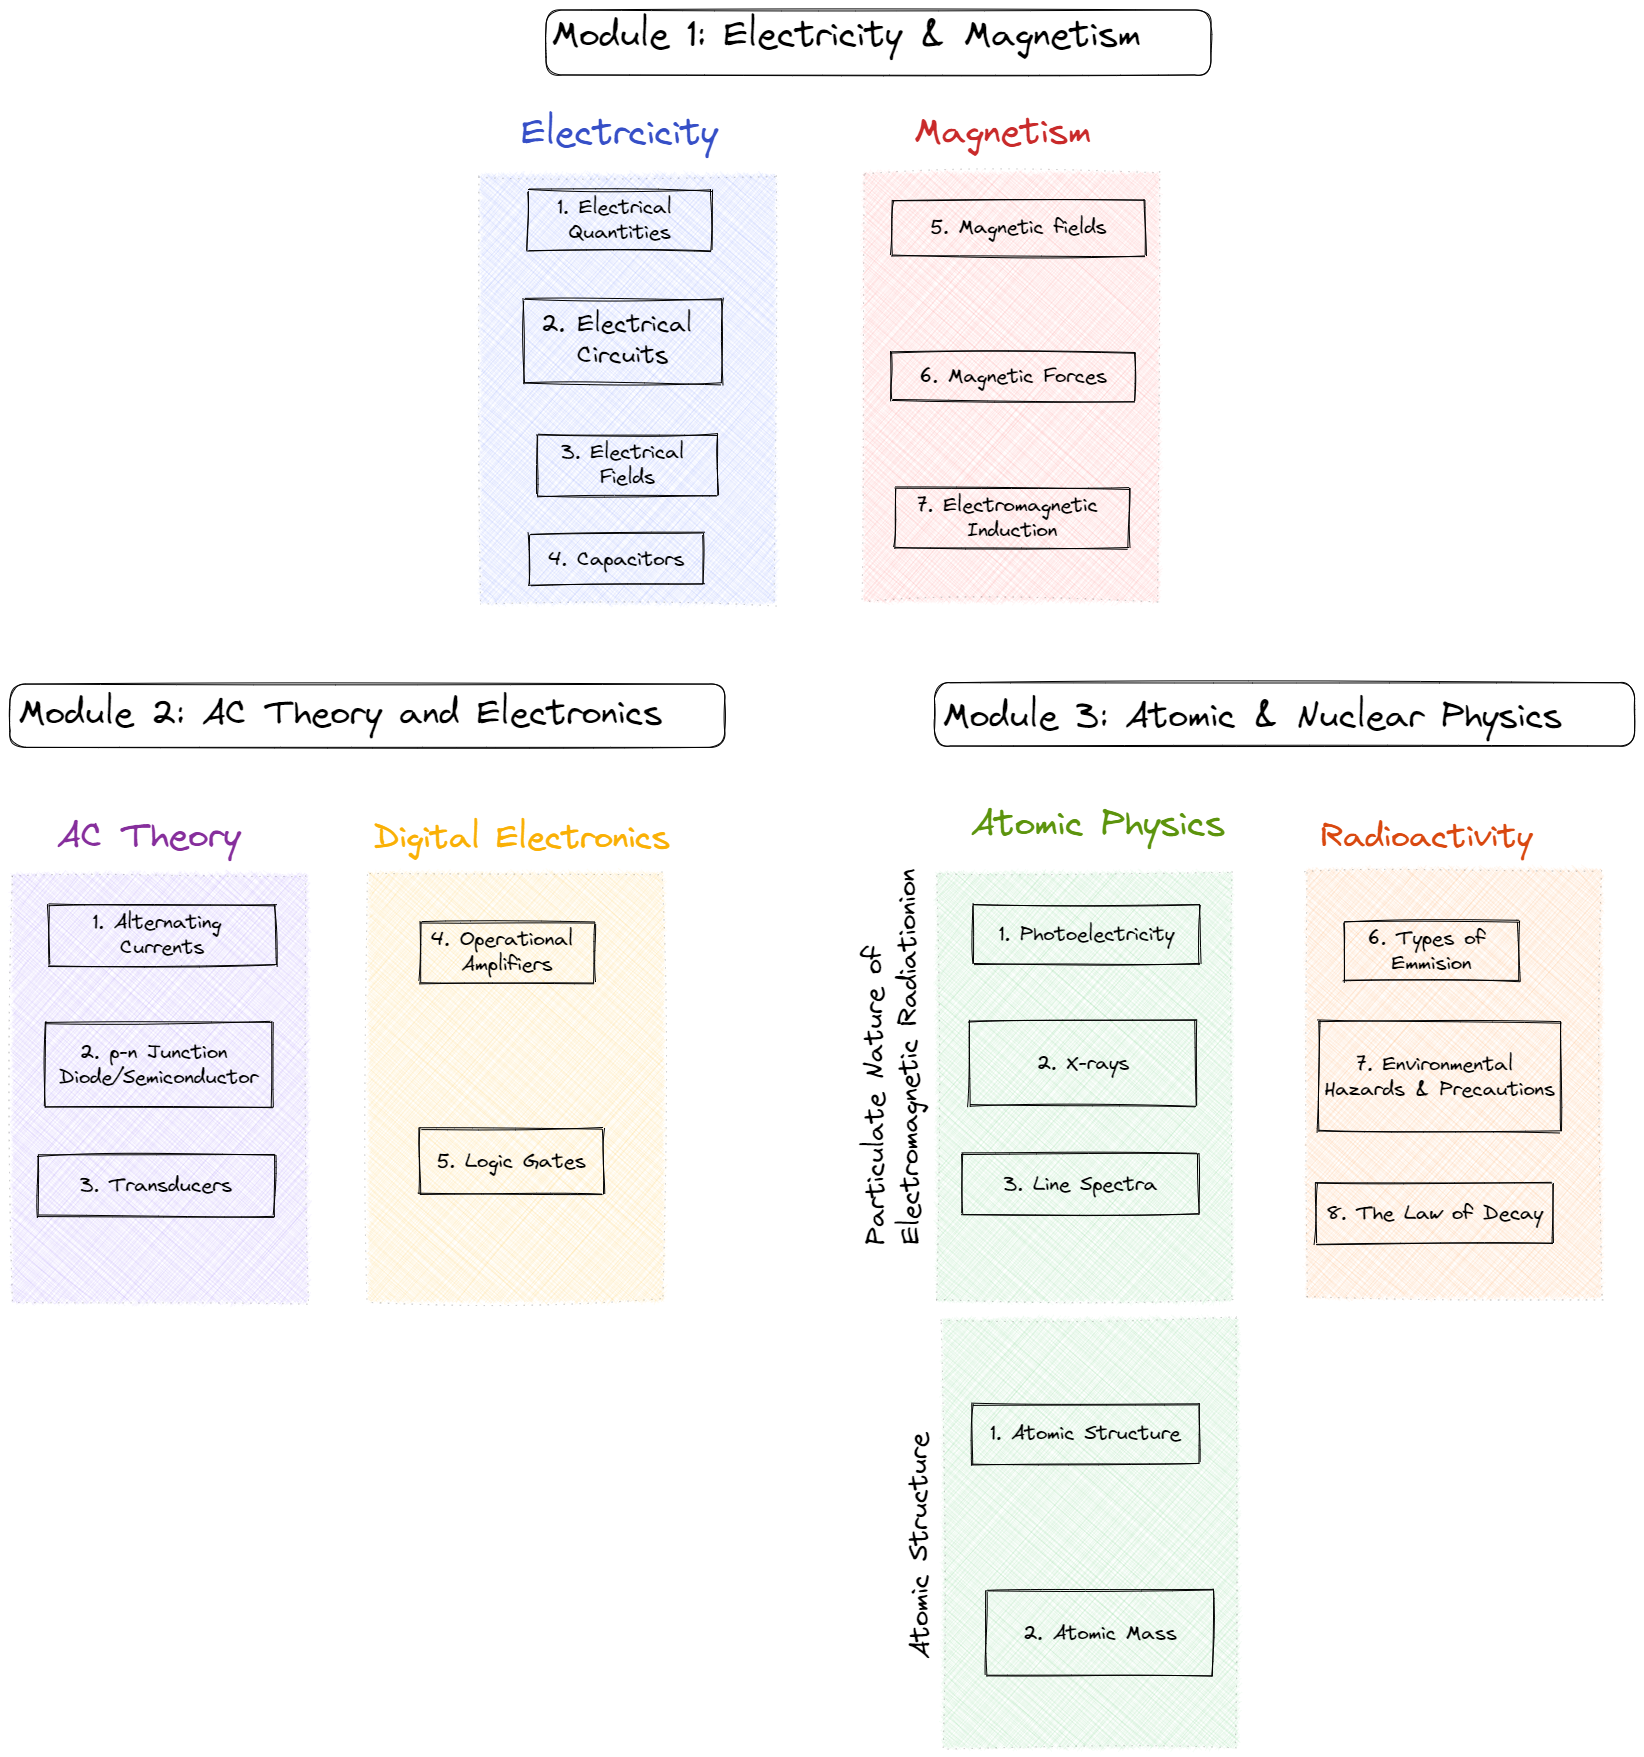 Module 1: Electricity & Magnetism
Electrcicity
1. Electrical
Quantities
2. Electrical
Circuits
3. Electrical
Fields
4. Capacitors
Magnetism
5. Magnetic fields
6. Magnetic Forces
7. Electromagnetic
Induction
Module 2: AC Theory and Electronics
AC Theory
1. Alternating
Currents
2. p-n Junction
Diode/Semiconductor
3. Transducers
Digital Electronics
4. Operational
Amplifiers
5. Logic Gates
Module 3: Atomic & Nuclear Physics
Atomic Physics
Particulate Nature of
Electromagnetic Radiationion
1. Photoelectricity
2. X-rays
3. Line Spectra
Atomic Structure
1. Atomic Structure
2. Atomic Mass
Radioactivity
6. Types of
Emmision
7. Environmental
Hazards & Precautions
8. The Law of Decay